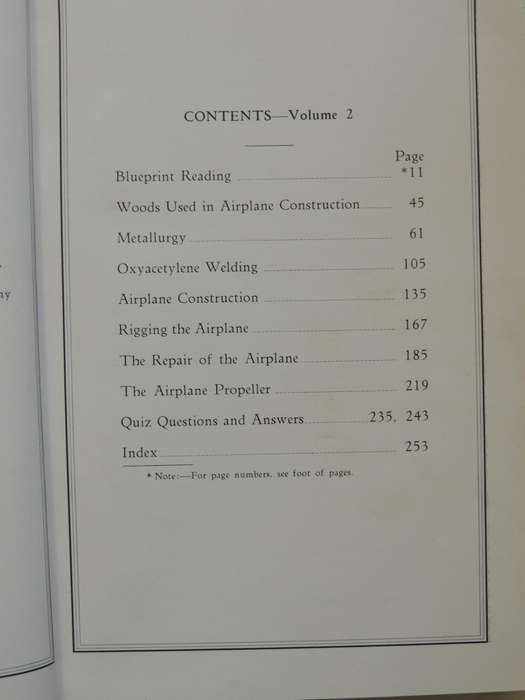 CONTENTS—Volume 2
Page
Blueprint Reading *11
Woods Used in Airplane Construction 45
Metallurgy 61
Oxyacetylene Welding 105
Airplane Construction 135
Rigging the Airplane 167
The Repair of the Airplane 185
The Airplane Propeller 219
Quiz Questions and Answers 235, 243
Index 253
* Note:—For page numbers, see foot of pages.